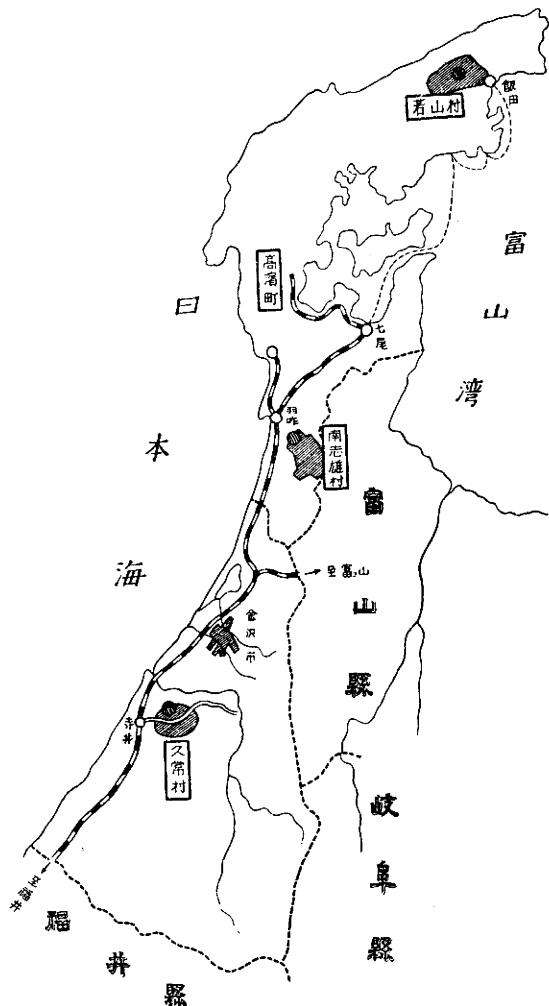 若山村
飯田
富山湾
高濱町
七尾
日本海
羽咋
南志雄村
富山縣
至富山
金沢市
寺井
久常村
岐阜縣
至福井
福井縣